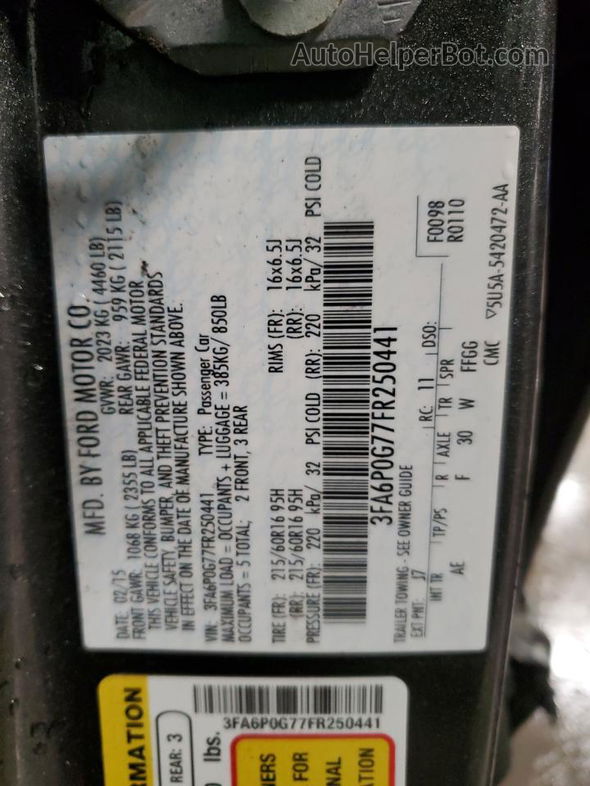 AutoHelperBot.com
MFD. BY FORD MOTOR CO.
DATE: 02/15 GVWR: 2023 KG ( 4460 LB)
FRONT GAWR: 1068 KG ( 2355 LB) REAR GAWR: 959 KG ( 2115 LB)
THIS VEHICLE CONFORMS TO ALL APPLICABLE FEDERAL MOTOR
VEHICLE SAFETY, BUMPER, AND THEFT PREVENTION STANDARDS
IN EFFECT ON THE DATE OF MANUFACTURE SHOWN ABOVE.
VIN: 3FA6P0G77FR250441 TYPE: Passenger Car
MAXIMUM LOAD = OCCUPANTS + LUGGAGE = 385KG/ 850LB
OCCUPANTS = 5 TOTAL; 2 FRONT, 3 REAR
TIRE (FR): 215/60R16 95H RIMS (FR): 16x6.5J
(RR): 215/60R16 95H (RR): 16x6.5J
PRESSURE (FR): 220 kPa/ 32 PSI COLD (RR): 220 kPa/ 32 PSI COLD
3FA6P0G77FR250441
TRAILER TOWING - SEE OWNER GUIDE
EXT PNT: J7 RC: 11 DSO: F0098
R0110
INT TR TP/PS R AXLE TR SPR
AE F 30 W FFGG
CMC ▽5U5A-5420472-AA
RMATION
REAR: 3
lbs.
3FA6P0G77FR250441
NERS
FOR
NAL
ATION